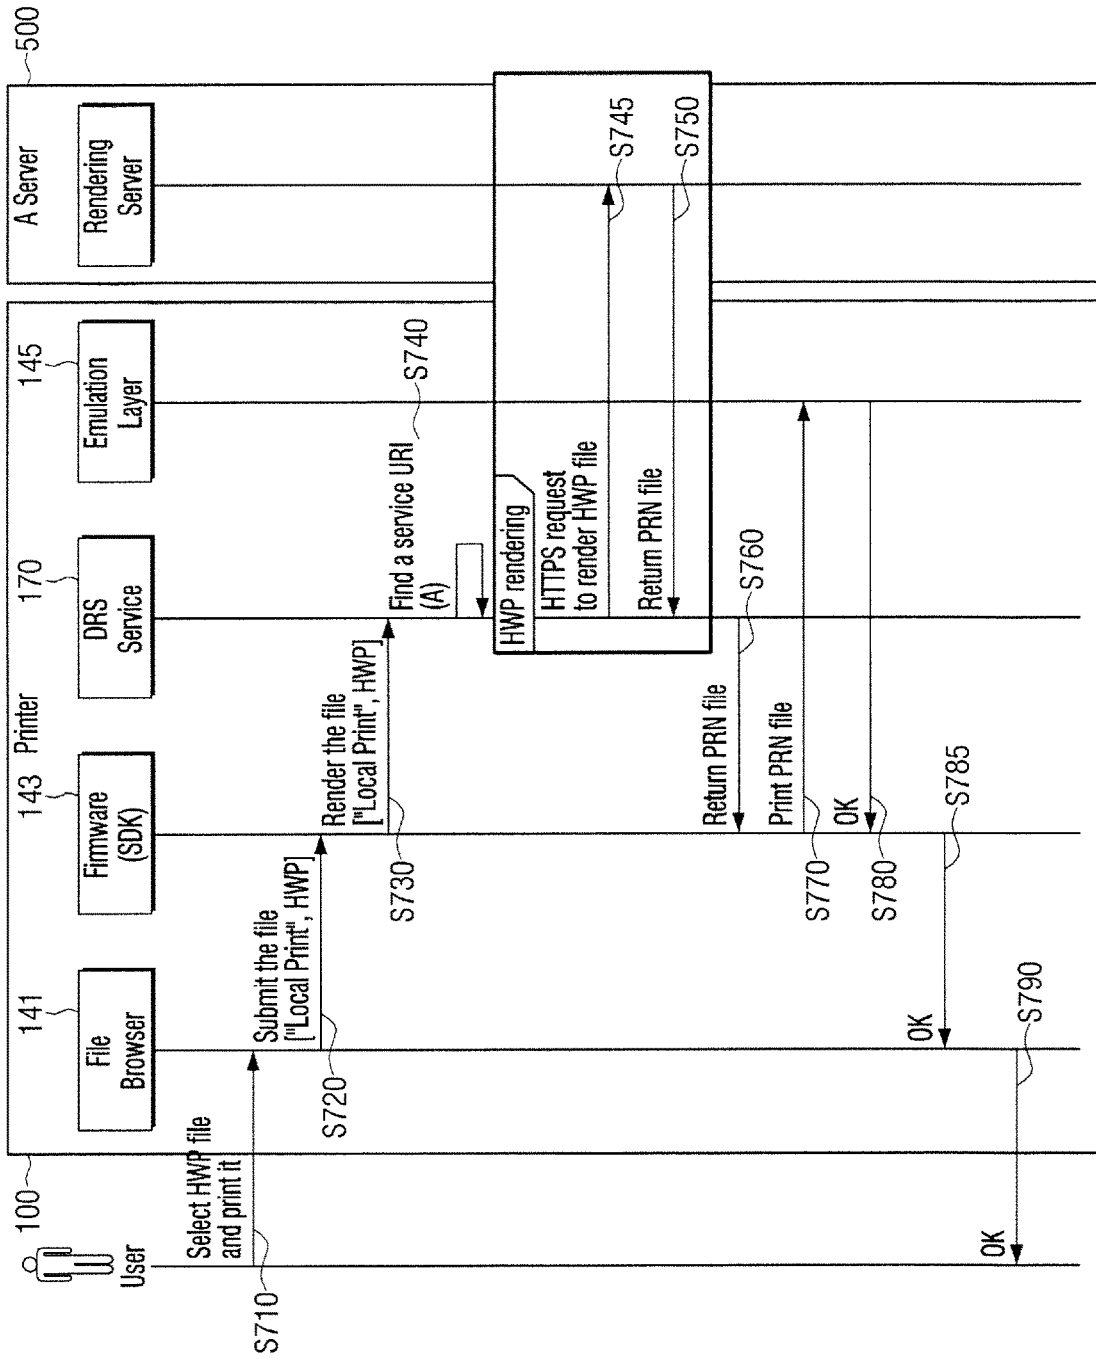 100
User
Printer
141
File
Browser
143
Firmware
(SDK)
170
DRS
Service
145
Emulation
Layer
500
A Server
Rendering
Server
Select HWP file
and print it
S710
Submit the file
["Local Print", HWP]
S720
Render the file
["Local Print", HWP]
S730
Find a service URI
(A)
S740
HWP rendering
HTTPS request
to render HWP file
S745
Return PRN file
S750
Return PRN file
S760
Print PRN file
S770
OK
S780
OK
S785
OK
S790